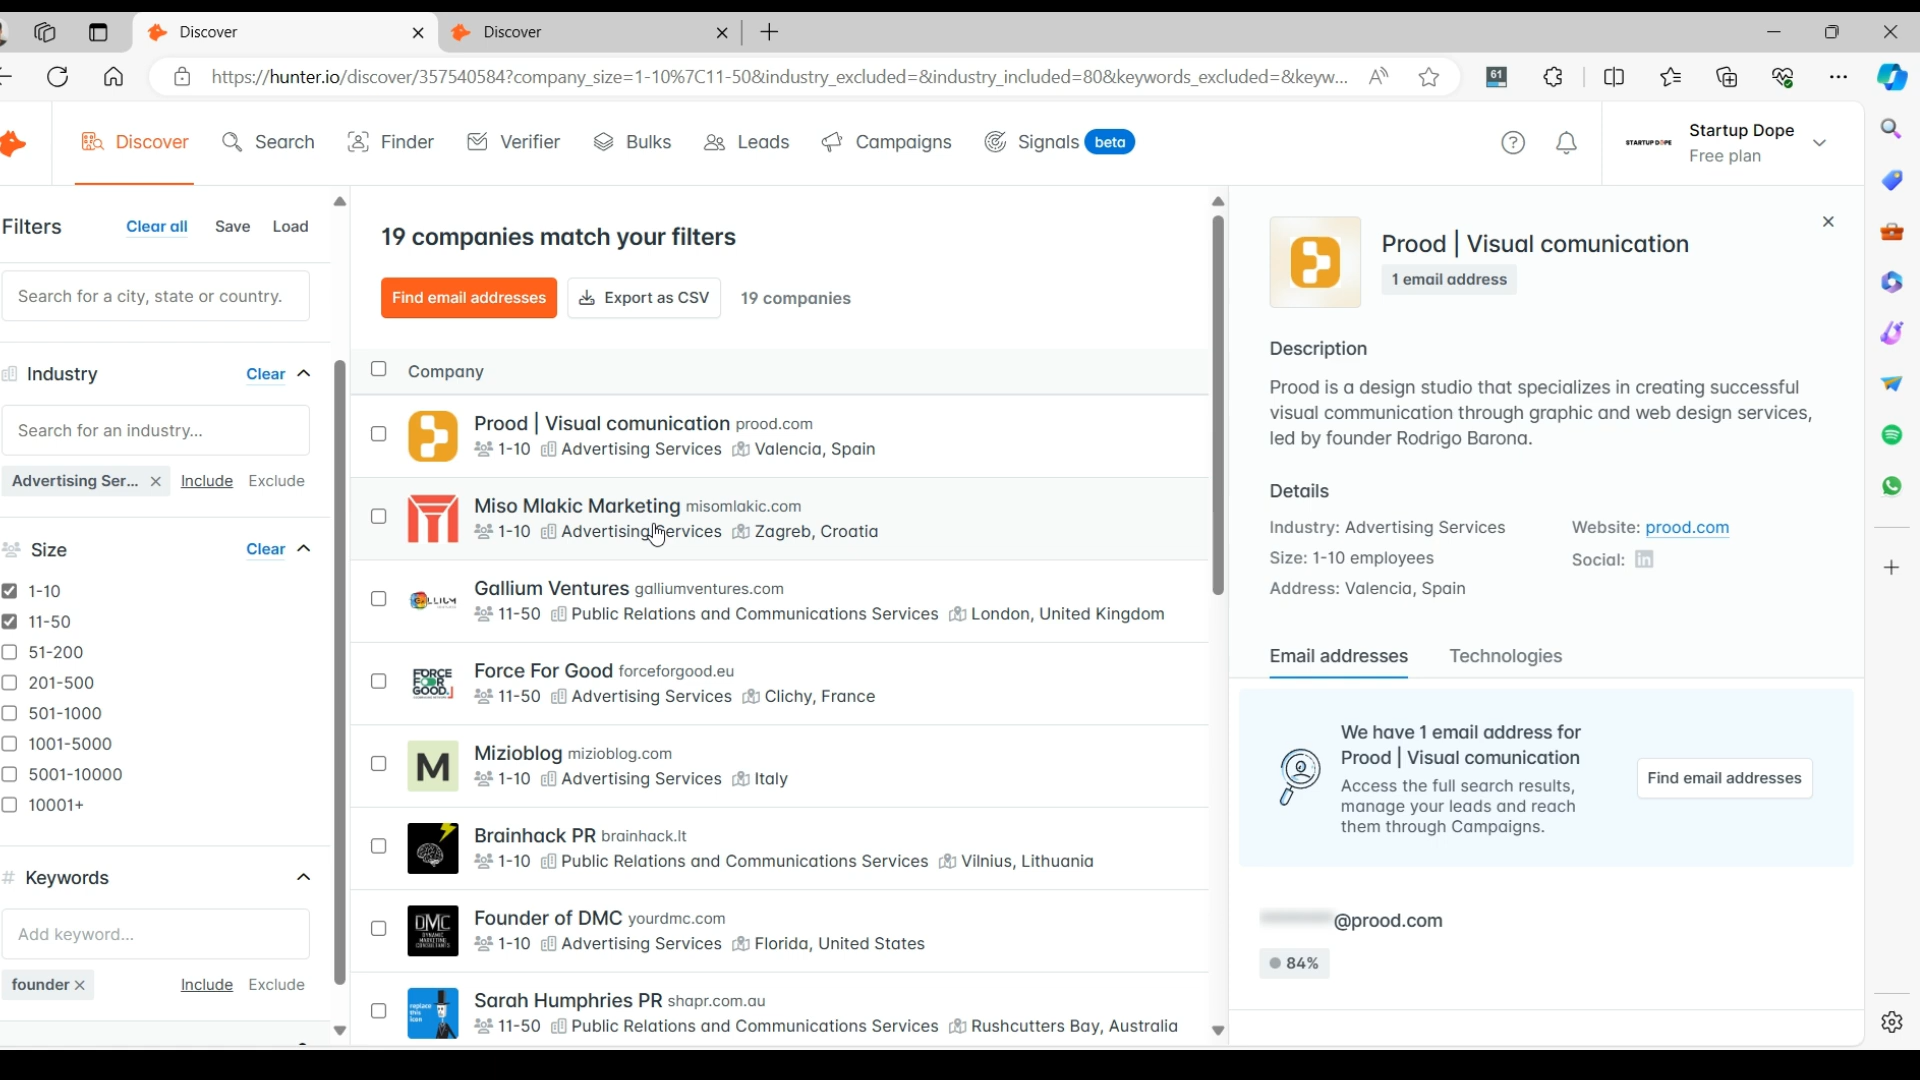 Discover
Discover
https://hunter.io/discover/357540584?company_size=1-10%7C11-50&industry_excluded=&industry_included=80&keywords_excluded=&keyw...
61
Discover
Search
Finder
Verifier
Bulks
Leads
Campaigns
Signals beta
STARTUP DOPE
Startup Dope
Free plan
Filters
Clear all
Save
Load
Search for a city, state or country.
Industry
Clear
Search for an industry...
Advertising Ser...
Include
Exclude
Size
Clear
1-10
11-50
51-200
201-500
501-1000
1001-5000
5001-10000
10001+
Keywords
Add keyword...
founder
Include
Exclude
19 companies match your filters
Find email addresses
Export as CSV
19 companies
Company
Prood | Visual comunication prood.com
1-10 Advertising Services Valencia, Spain
Miso Mlakic Marketing misomlakic.com
1-10 Advertising Services Zagreb, Croatia
Gallium Ventures galliumventures.com
11-50 Public Relations and Communications Services London, United Kingdom
FORCE FOR GOOD.
Force For Good forceforgood.eu
11-50 Advertising Services Clichy, France
M
Mizioblog mizioblog.com
1-10 Advertising Services Italy
Brainhack PR brainhack.lt
1-10 Public Relations and Communications Services Vilnius, Lithuania
DMC
Founder of DMC yourdmc.com
1-10 Advertising Services Florida, United States
replace this icon
Sarah Humphries PR shapr.com.au
11-50 Public Relations and Communications Services Rushcutters Bay, Australia
Prood | Visual comunication
1 email address
Description
Prood is a design studio that specializes in creating successful
visual communication through graphic and web design services,
led by founder Rodrigo Barona.
Details
Industry: Advertising Services
Website: prood.com
Size: 1-10 employees
Social: in
Address: Valencia, Spain
Email addresses
Technologies
We have 1 email address for
Prood | Visual comunication
Access the full search results,
manage your leads and reach
them through Campaigns.
Find email addresses
@prood.com
84%